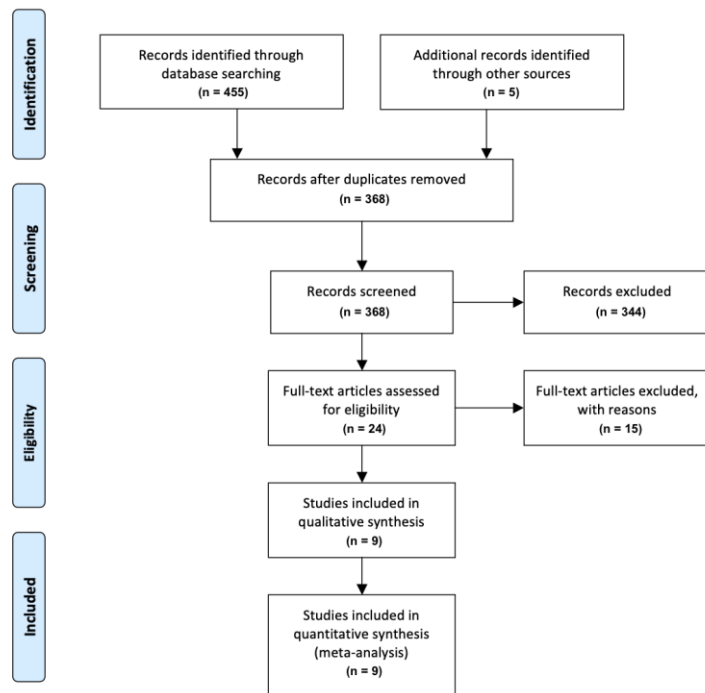 Identification
Records identified through
database searching
(n = 455)
Additional records identified
through other sources
(n = 5)
Records after duplicates removed
(n = 368)
Screening
Records screened
(n = 368)
Records excluded
(n = 344)
Eligibility
Full-text articles assessed
for eligibility
(n = 24)
Full-text articles excluded,
with reasons
(n = 15)
Studies included in
qualitative synthesis
(n = 9)
Included
Studies included in
quantitative synthesis
(meta-analysis)
(n = 9)